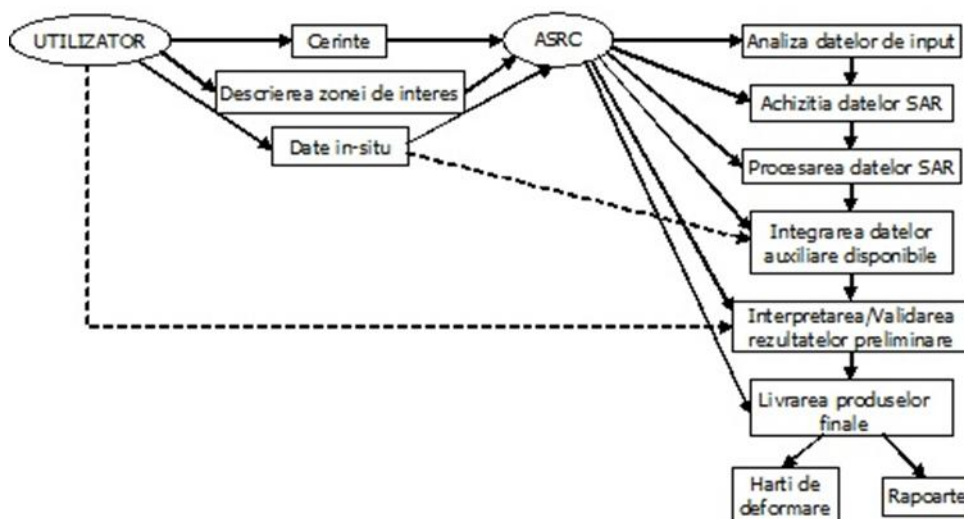 UTILIZATOR
Cerinte
ASRC
Analiza datelor de input
Descrierea zonei de interes
Achizitia datelor SAR
Date in-situ
Procesarea datelor SAR
Integrarea datelor
auxiliare disponibile
Interpretarea/Validarea
rezultatelor preliminare
Livrarea produselor
finale
Harti de
deformare
Rapoarte